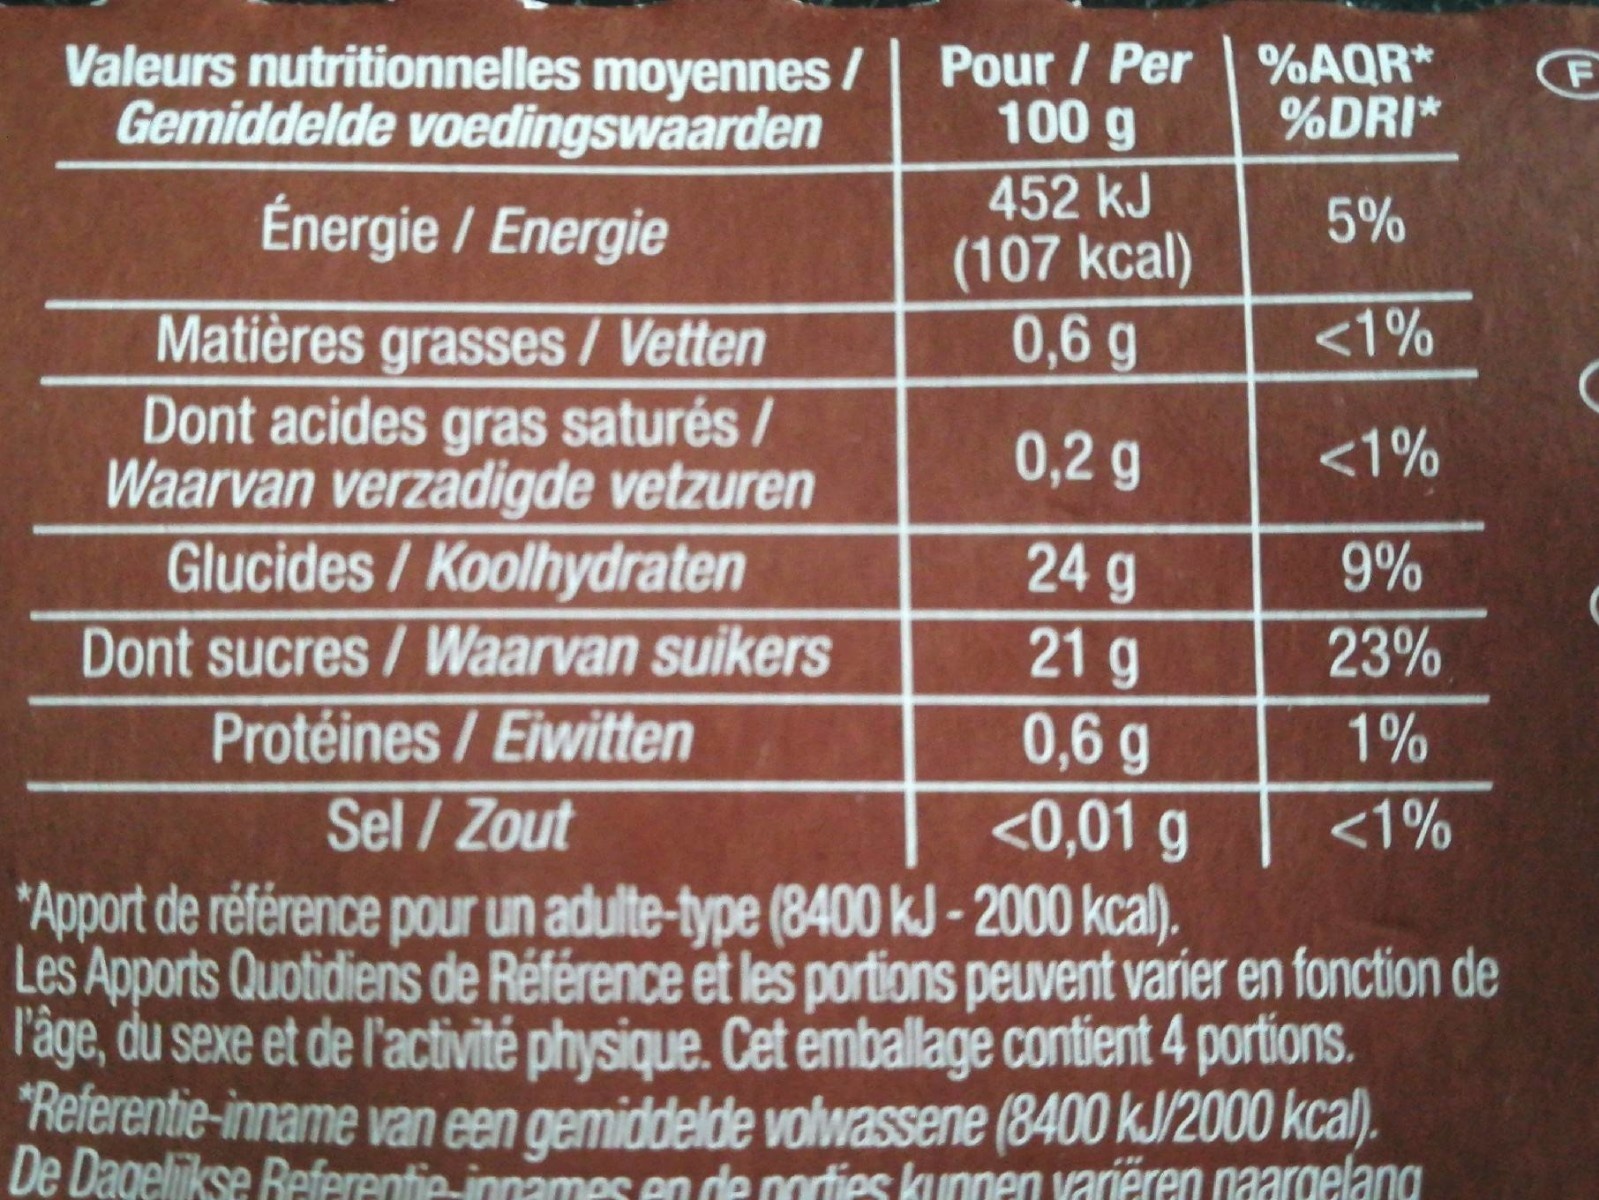 Valeurs nutritionnelles moyennes / Pour / Per %AQR*
Gemiddelde voedingswaarden 100 g %DRI*
F
Énergie / Energie 452 kJ (107 kcal) 5%
Matières grasses / Vetten 0,6 g <1%
Dont acides gras saturés /
Waarvan verzadigde vetzuren 0,2 g <1%
Glucides / Koolhydraten 24 g 9%
Dont sucres / Waarvan suikers 21 g 23%
Protéines / Eiwitten 0,6 g 1%
Sel / Zout <0,01 g <1%
*Apport de référence pour un adulte-type (8400 kJ - 2000 kcal).
Les Apports Quotidiens de Référence et les portions peuvent varier en fonction de
l'âge, du sexe et de l'activité physique. Cet emballage contient 4 portions.
*Referentie-inname van een gemiddelde volwassene (8400 kJ/2000 kcal).
De Dagelijkse Referentie-innames en de porties kunnen variëren naargelang